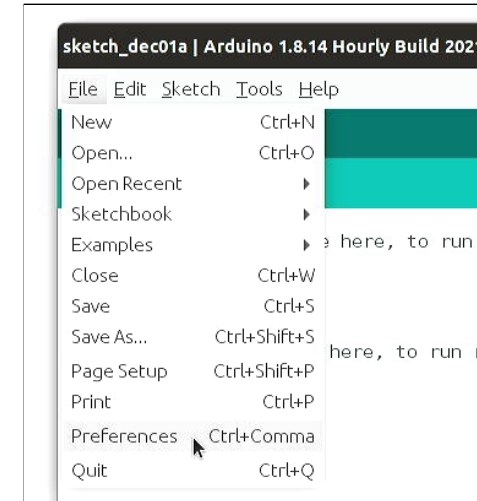 sketch_dec01a | Arduino 1.8.14 Hourly Build 202
File Edit Sketch Tools Help
New Ctrl+N
Open... Ctrl+O
Open Recent
Sketchbook
Examples
here, to run
Close Ctrl+W
Save Ctrl+S
Save As... Ctrl+Shift+S
here, to run
Page Setup Ctrl+Shift+P
Print Ctrl+P
Preferences Ctrl+Comma
Quit Ctrl+Q